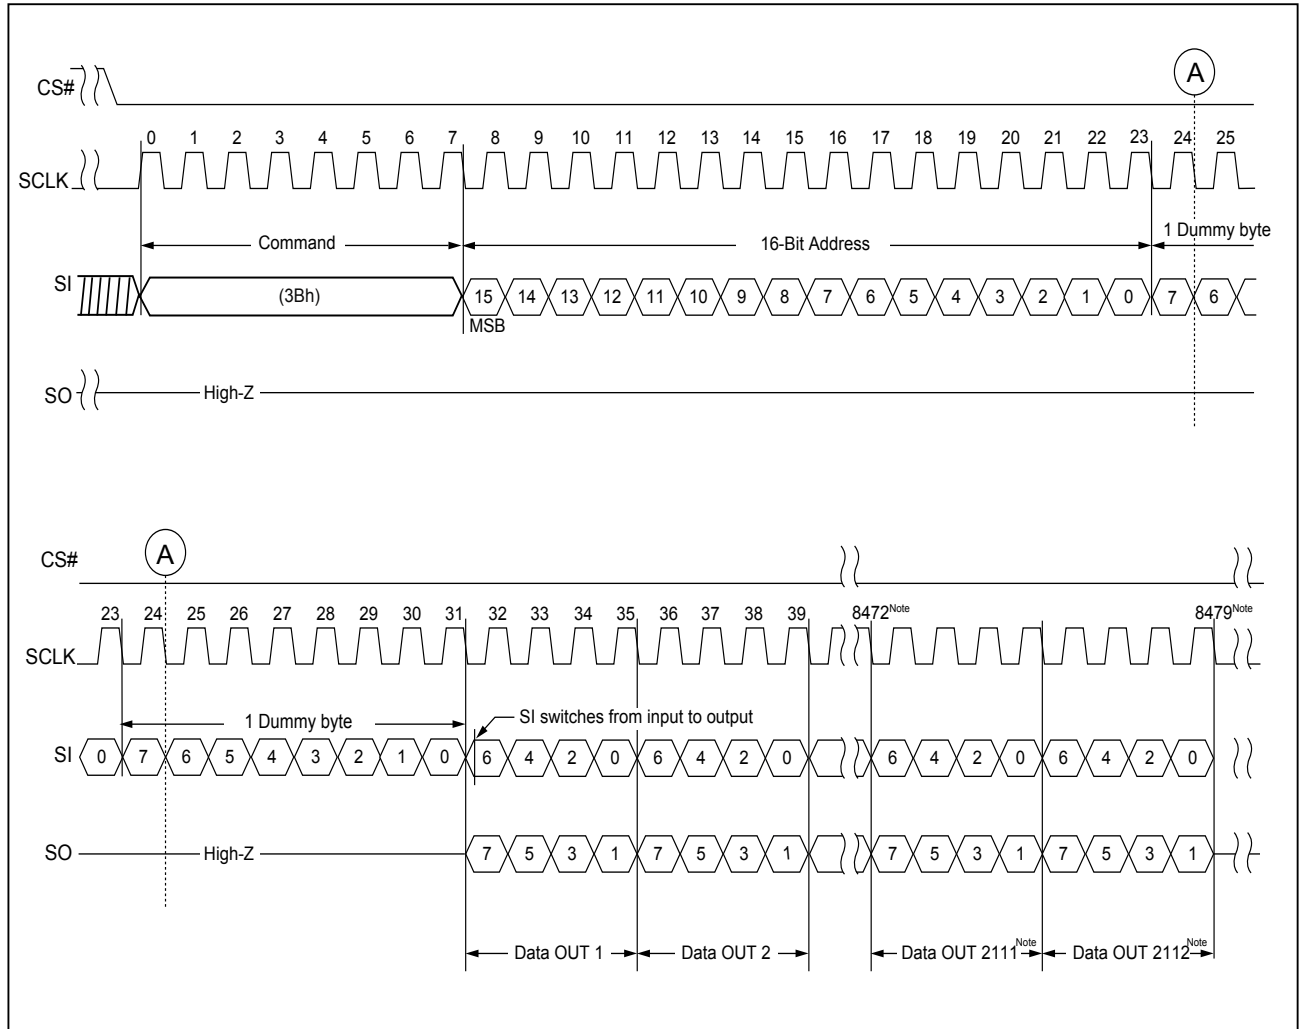 A
CS#
0 1 2 3 4 5 6 7 8 9 10 11 12 13 14 15 16 17 18 19 20 21 22 23 24 25
SCLK
Command 16-Bit Address 1 Dummy byte
SI (3Bh) 15 14 13 12 11 10 9 8 7 6 5 4 3 2 1 0 7 6
MSB
SO High-Z
A
CS#
23 24 25 26 27 28 29 30 31 32 33 34 35 36 37 38 39 8472Note 8479Note
SCLK
1 Dummy byte SI switches from input to output
SI 0 7 6 5 4 3 2 1 0 6 4 2 0 6 4 2 0 6 4 2 0 6 4 2 0
SO High-Z 7 5 3 1 7 5 3 1 7 5 3 1 7 5 3 1
Data OUT 1 Data OUT 2 Data OUT 2111Note Data OUT 2112Note